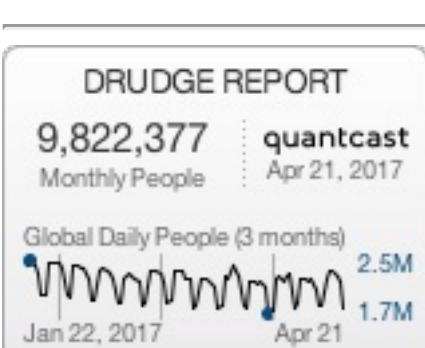 DRUDGE REPORT
9,822,377
Monthly People
quantcast
Apr 21, 2017
Global Daily People (3 months)
2.5M
1.7M
Jan 22, 2017 Apr 21